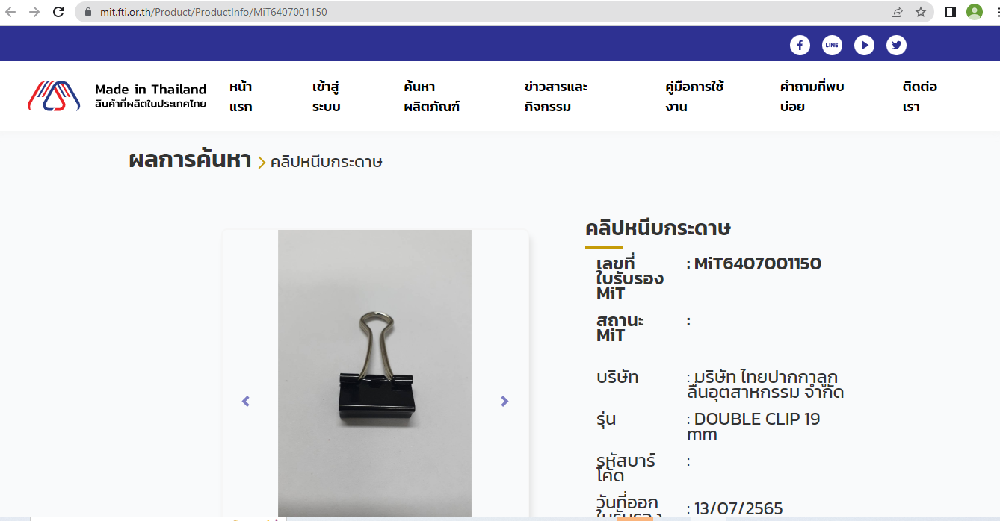 mit.fti.or.th/Product/ProductInfo/MiT6407001150
LINE
Made in Thailand
สินค้าที่ผลิตในประเทศไทย
หน้า
แรก
เข้าสู่
ระบบ
ค้นหา
ผลิตภัณฑ์
ข่าวสารและ
กิจกรรม
คู่มือการใช้
งาน
คำถามที่พบ
บ่อย
ติดต่อ
เรา
ผลการค้นหา คลิปหนีบกระดาษ
คลิปหนีบกระดาษ
เลขที่ : MiT6407001150
ใบรับรอง
MiT
สถานะ :
MiT
บริษัท : บริษัท ไทยปากกาลูก
ลื่นอุตสาหกรรม จำกัด
รุ่น : DOUBLE CLIP 19
mm
รหัสบาร์ :
โค้ด
วันที่ออก
ใบรับรอง : 13/07/2565